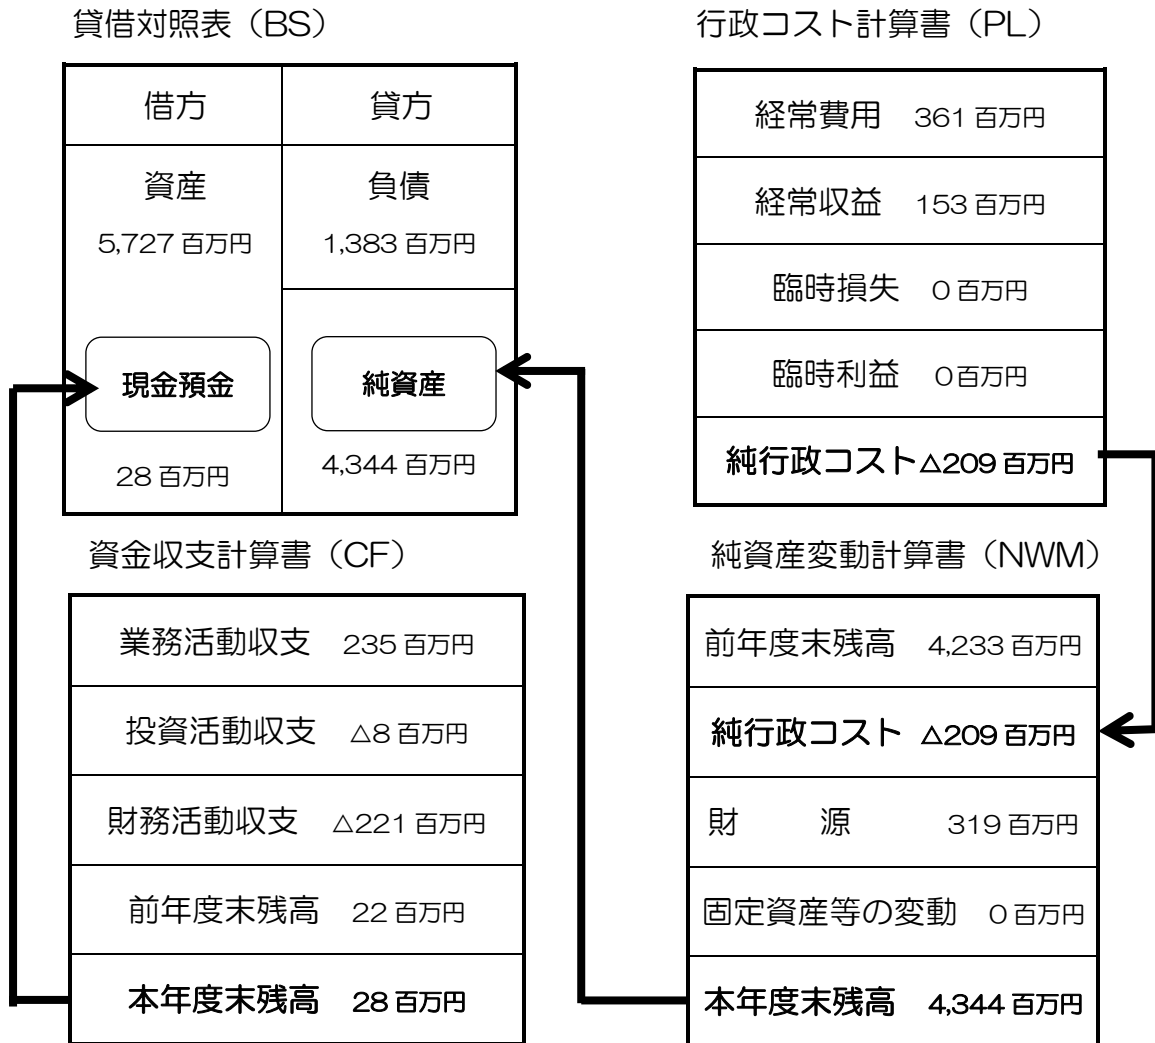 貸借対照表（BS）
借方 貸方
資産 負債
5,727 百万円 1,383 百万円
現金預金 純資産
28 百万円 4,344 百万円
行政コスト計算書（PL）
経常費用 361 百万円
経常収益 153 百万円
臨時損失 0 百万円
臨時利益 0百万円
純行政コスト△209 百万円
資金収支計算書（CF）
業務活動収支 235 百万円
投資活動収支 △8 百万円
財務活動収支 △221 百万円
前年度末残高 22 百万円
本年度末残高 28 百万円
純資産変動計算書（NWM）
前年度末残高 4,233 百万円
純行政コスト △209 百万円
財 源 319 百万円
固定資産等の変動 0 百万円
本年度末残高 4,344 百万円